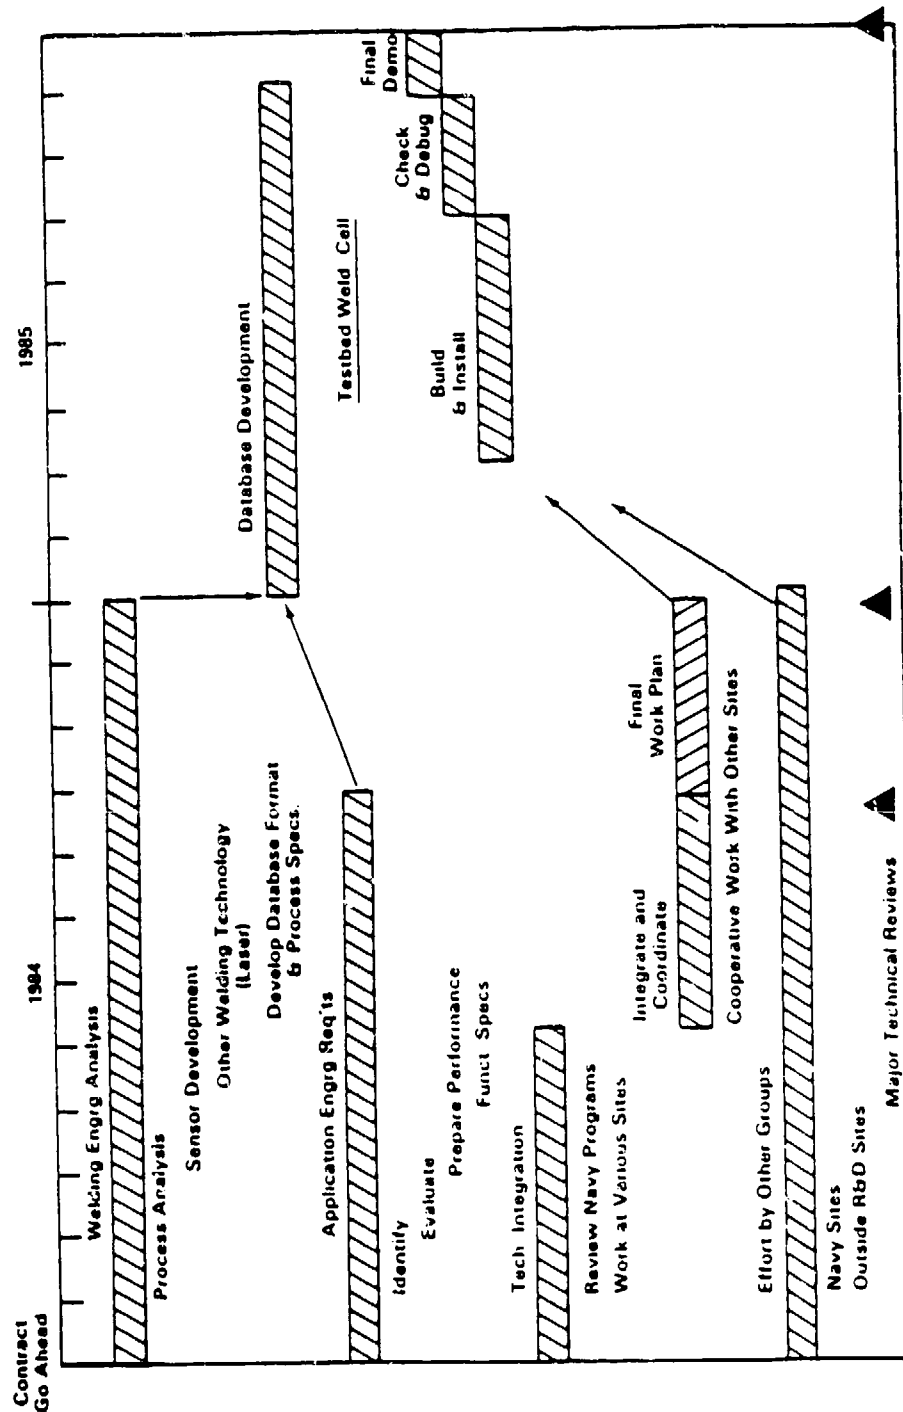 Contract
Go Ahead
1984
1985
Welding Engrg Analysis
Process Analysis
Sensor Development
Other Welding Technology
(Laser)
Develop Database Format
& Process Specs.
Database Development
Application Engrg Req'ts
Identify
Evaluate
Prepare Performance
Funct Specs
Testbed Weld Cell
Final
Demo
Check
& Debug
Build
& Install
Tech Integration
Review Navy Programs
Work at Various Sites
Integrate and
Coordinate
Final
Work Plan
Cooperative Work With Other Sites
Effort by Other Groups
Navy Sites
Outside R&D Sites
Major Technical Reviews